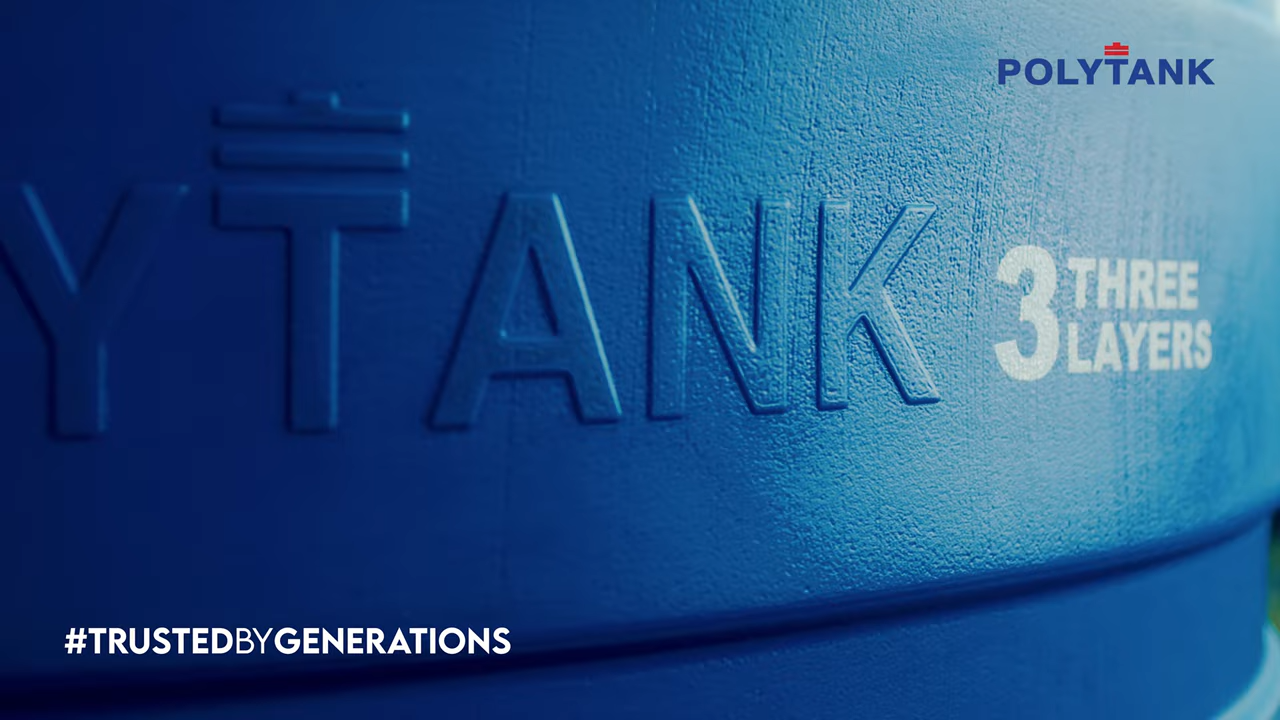 POLYTANK
YTANK
3 THREE
LAYERS
#TRUSTEDBYGENERATIONS